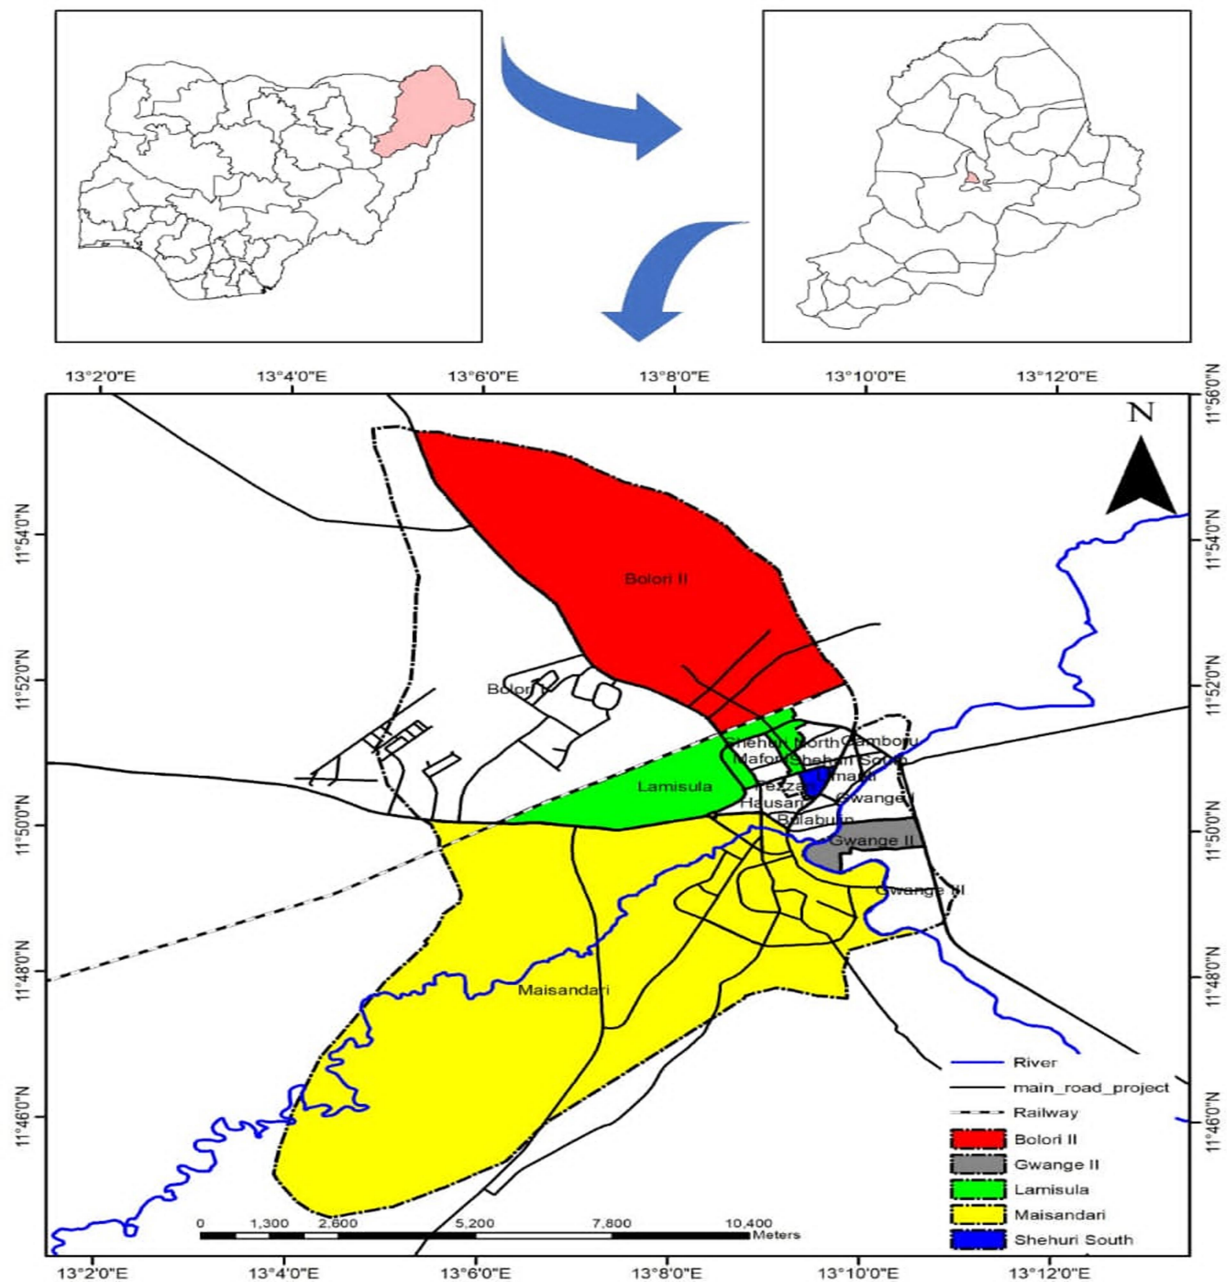 13°2'0"E 13°4'0"E 13°6'0"E 13°8'0"E 13°10'0"E 13°12'0"E
11°56'0"N
N
11°54'0"N 11°54'0"N
Bolori II
11°52'0"N 11°52'0"N
Bolori
Shehuri North Gamboru
Mafoni Shehuri South
Lamisula
Hausari Gwange I
Bulabulin
11°50'0"N 11°50'0"N
Gwange II
Gwange III
11°48'0"N 11°48'0"N
Maisandari
River
main_road_project
11°46'0"N 11°46'0"N
Railway
Bolori II
Gwange II
Lamisula
Maisandari
Shehuri South
0 1,300 2,600 5,200 7,800 10,400
Meters
13°2'0"E 13°4'0"E 13°6'0"E 13°8'0"E 13°10'0"E 13°12'0"E